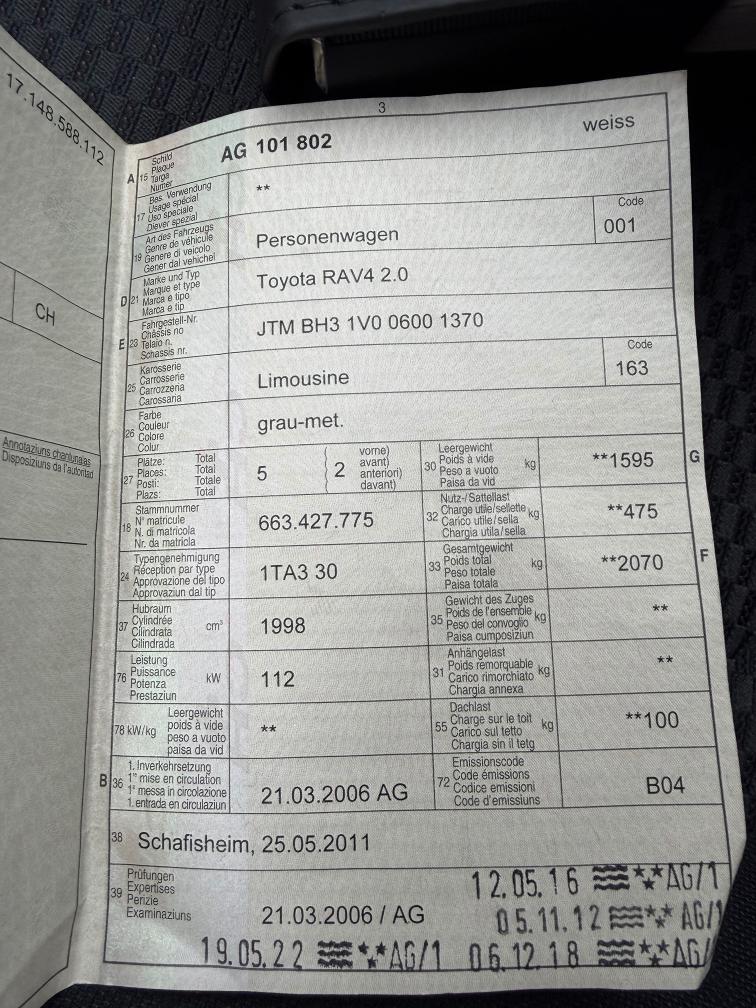 17.148.588.112
CH
Annotaziuns chantunalas
Disposiziuns da l'autoritad
3
A 15 Schild
Plaque
Targa
Numer
AG 101 802 weiss
17 Bes. Verwendung
Usage spécial
Uso speciale
Diever spezial
**
19 Art des Fahrzeugs
Genre de véhicule
Genere di veicolo
Gener dal vehichel
Personenwagen
Code
001
D 21 Marke und Typ
Marque et type
Marca e tipo
Marca e tip
Toyota RAV4 2.0
E 23 Fahrgestell-Nr.
Châssis no
Telaio n.
Schassis nr.
JTM BH3 1V0 0600 1370
25 Karosserie
Carrosserie
Carrozzeria
Carossaria
Limousine
Code
163
26 Farbe
Couleur
Colore
Colur
grau-met.
27 Plätze: Total
Places: Total
Posti: Totale
Plazs: Total
5 2
vorne)
avant)
anteriori)
davant)
30 Leergewicht
Poids à vide
Peso a vuoto
Paisa da vid
kg
**1595 G
18 Stammnummer
N° matricule
N. di matricola
Nr. da matricla
663.427.775
32 Nutz-/Sattellast
Charge utile/sellette
Carico utile/sella
Chargia utila/sella
kg
**475
24 Typengenehmigung
Réception par type
Approvazione del tipo
Approvaziun dal tip
1TA3 30
33 Gesamtgewicht
Poids total
Peso totale
Paisa totala
kg
**2070 F
37 Hubraum
Cylindrée
Cilindrata
Cilindrada
cm³
1998
35 Gewicht des Zuges
Poids de l'ensemble
Peso del convoglio
Paisa cumposiziun
kg
**
76 Leistung
Puissance
Potenza
Prestaziun
kW
112
31 Anhängelast
Poids remorquable
Carico rimorchiato
Chargia annexa
kg
**
78 kW/kg Leergewicht
poids à vide
peso a vuoto
paisa da vid
**
55 Dachlast
Charge sur le toit
Carico sul tetto
Chargia sin il tetg
kg
**100
B 36 1. Inverkehrsetzung
1re mise en circulation
1a messa in circolazione
1. entrada en circulaziun
21.03.2006 AG
72 Emissionscode
Code émissions
Codice emissioni
Code d'emissiuns
B04
38 Schafisheim, 25.05.2011
39 Prüfungen
Expertises
Perizie
Examinaziuns
21.03.2006 / AG
12.05.16 AG/1
05.11.12 AG/1
19.05.22 AG/1 06.12.18 AG/